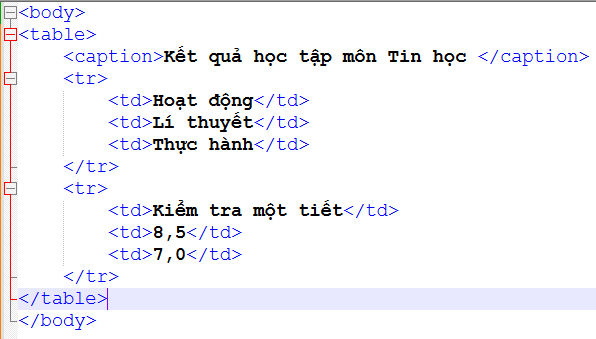 <body>
<table>
<caption>Kết quả học tập môn Tin học </caption>
<tr>
<td>Hoạt động</td>
<td>Lí thuyết</td>
<td>Thực hành</td>
</tr>
<tr>
<td>Kiểm tra một tiết</td>
<td>8,5</td>
<td>7,0</td>
</tr>
</table>
</body>